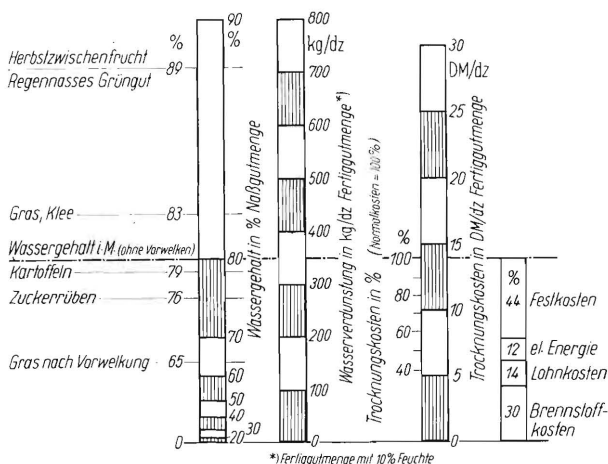 Herbstzwischenfrucht
Regennasses Grüngut
Gras, Klee
Wassergehalt i. M. (ohne Vorwelken)
Kartoffeln
Zuckerrüben
Gras nach Vorwelkung
%
89
83
79
76
65
0
90
%
80
70
60
50
40
30
20
Wassergehalt in % Naßgutmenge
800
kg/dz
700
600
500
400
300
200
100
0
Wasserverdunstung in kg/dz Fertiggutmenge*)
Trocknungskosten in % (Normalkosten = 100%)
%
100
80
60
40
30
DM/dz
25
20
15
10
5
0
Trocknungskosten in DM/dz Fertiggutmenge
%
44 Festkosten
12 el. Energie
14 Lohnkosten
30 Brennstoff-
kosten
*) Fertiggutmenge mit 10% Feuchte